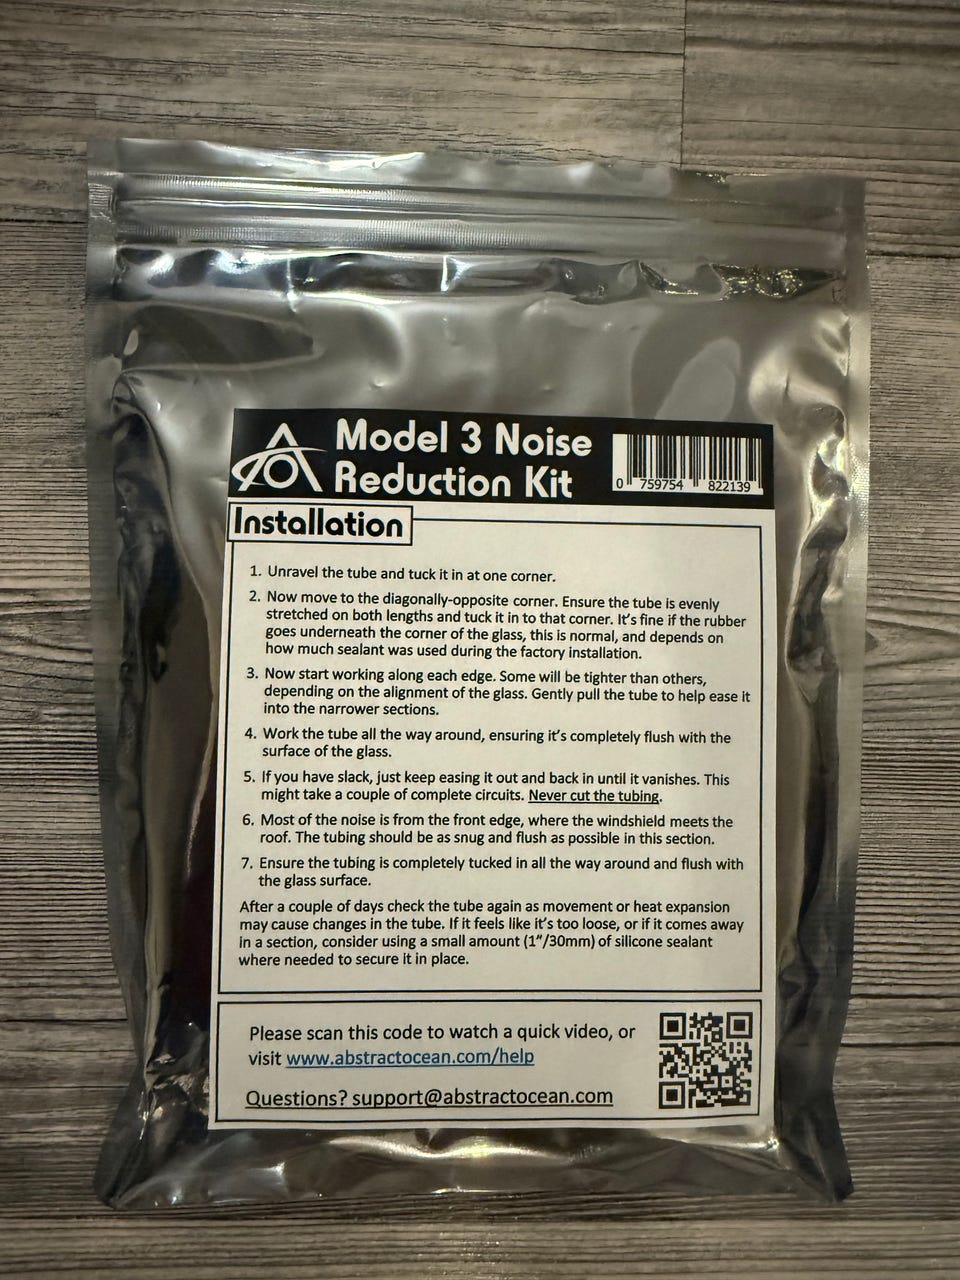 Model 3 Noise
Reduction Kit
0 759754 822139
Installation
1. Unravel the tube and tuck it in at one corner.
2. Now move to the diagonally-opposite corner. Ensure the tube is evenly
stretched on both lengths and tuck it in to that corner. It's fine if the rubber
goes underneath the corner of the glass, this is normal, and depends on
how much sealant was used during the factory installation.
3. Now start working along each edge. Some will be tighter than others,
depending on the alignment of the glass. Gently pull the tube to help ease it
into the narrower sections.
4. Work the tube all the way around, ensuring it's completely flush with the
surface of the glass.
5. If you have slack, just keep easing it out and back in until it vanishes. This
might take a couple of complete circuits. Never cut the tubing.
6. Most of the noise is from the front edge, where the windshield meets the
roof. The tubing should be as snug and flush as possible in this section.
7. Ensure the tubing is completely tucked in all the way around and flush with
the glass surface.
After a couple of days check the tube again as movement or heat expansion
may cause changes in the tube. If it feels like it's too loose, or if it comes away
in a section, consider using a small amount (1"/30mm) of silicone sealant
where needed to secure it in place.
Please scan this code to watch a quick video, or
visit www.abstractocean.com/help
Questions? support@abstractocean.com